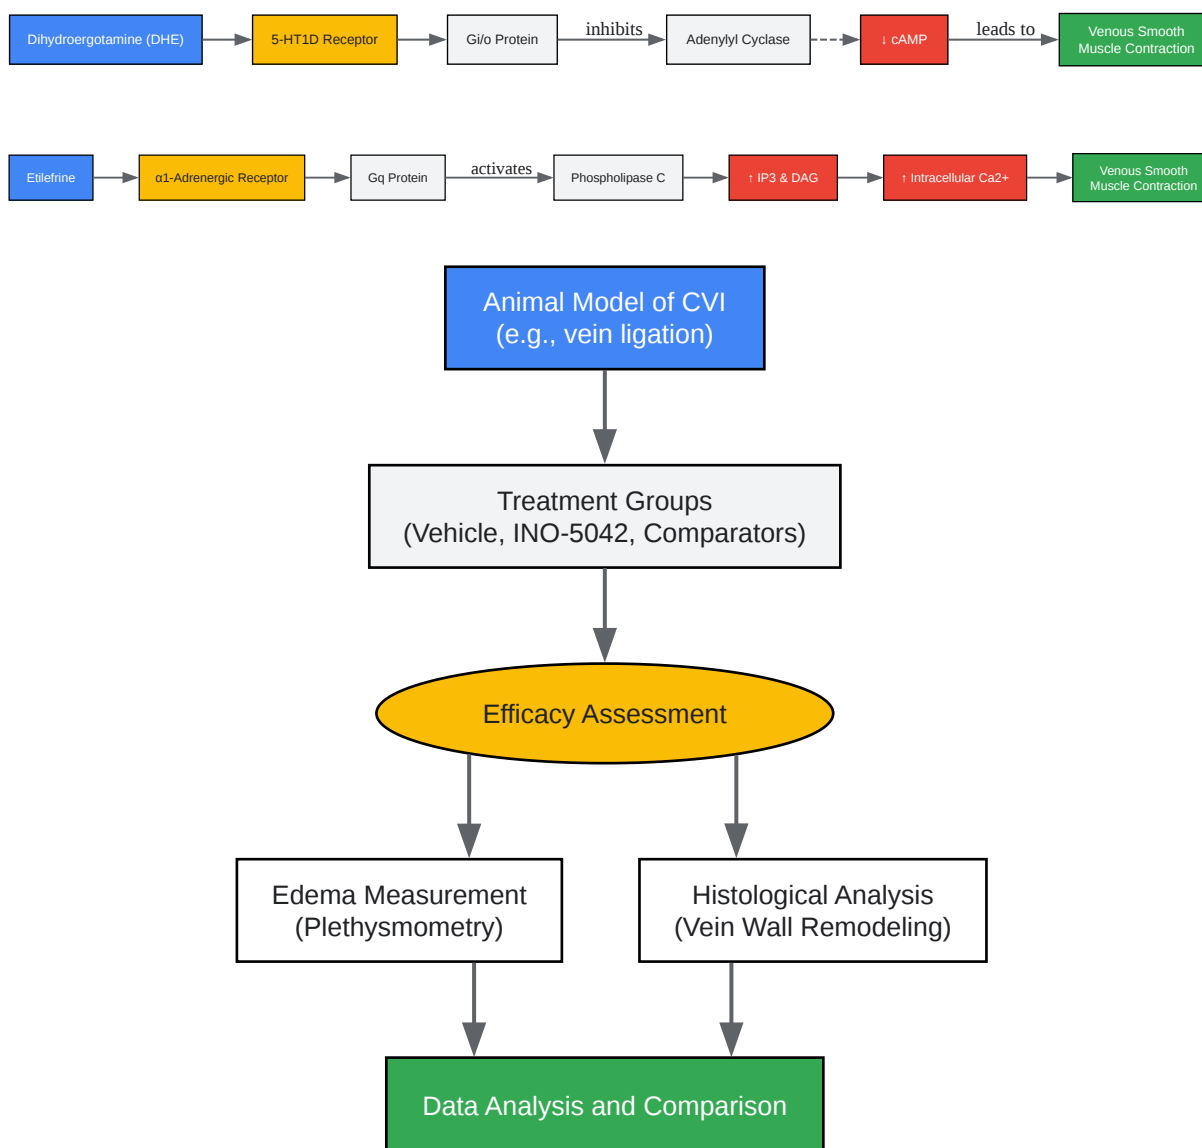 Dihydroergotamine (DHE)
5-HT1D Receptor
Gi/o Protein
inhibits
Adenylyl Cyclase
↓ cAMP
leads to
Venous Smooth
Muscle Contraction
Etilefrine
α1-Adrenergic Receptor
Gq Protein
activates
Phospholipase C
↑ IP3 & DAG
↑ Intracellular Ca2+
Venous Smooth
Muscle Contraction
Animal Model of CVI
(e.g., vein ligation)
Treatment Groups
(Vehicle, INO-5042, Comparators)
Efficacy Assessment
Edema Measurement
(Plethysmometry)
Histological Analysis
(Vein Wall Remodeling)
Data Analysis and Comparison